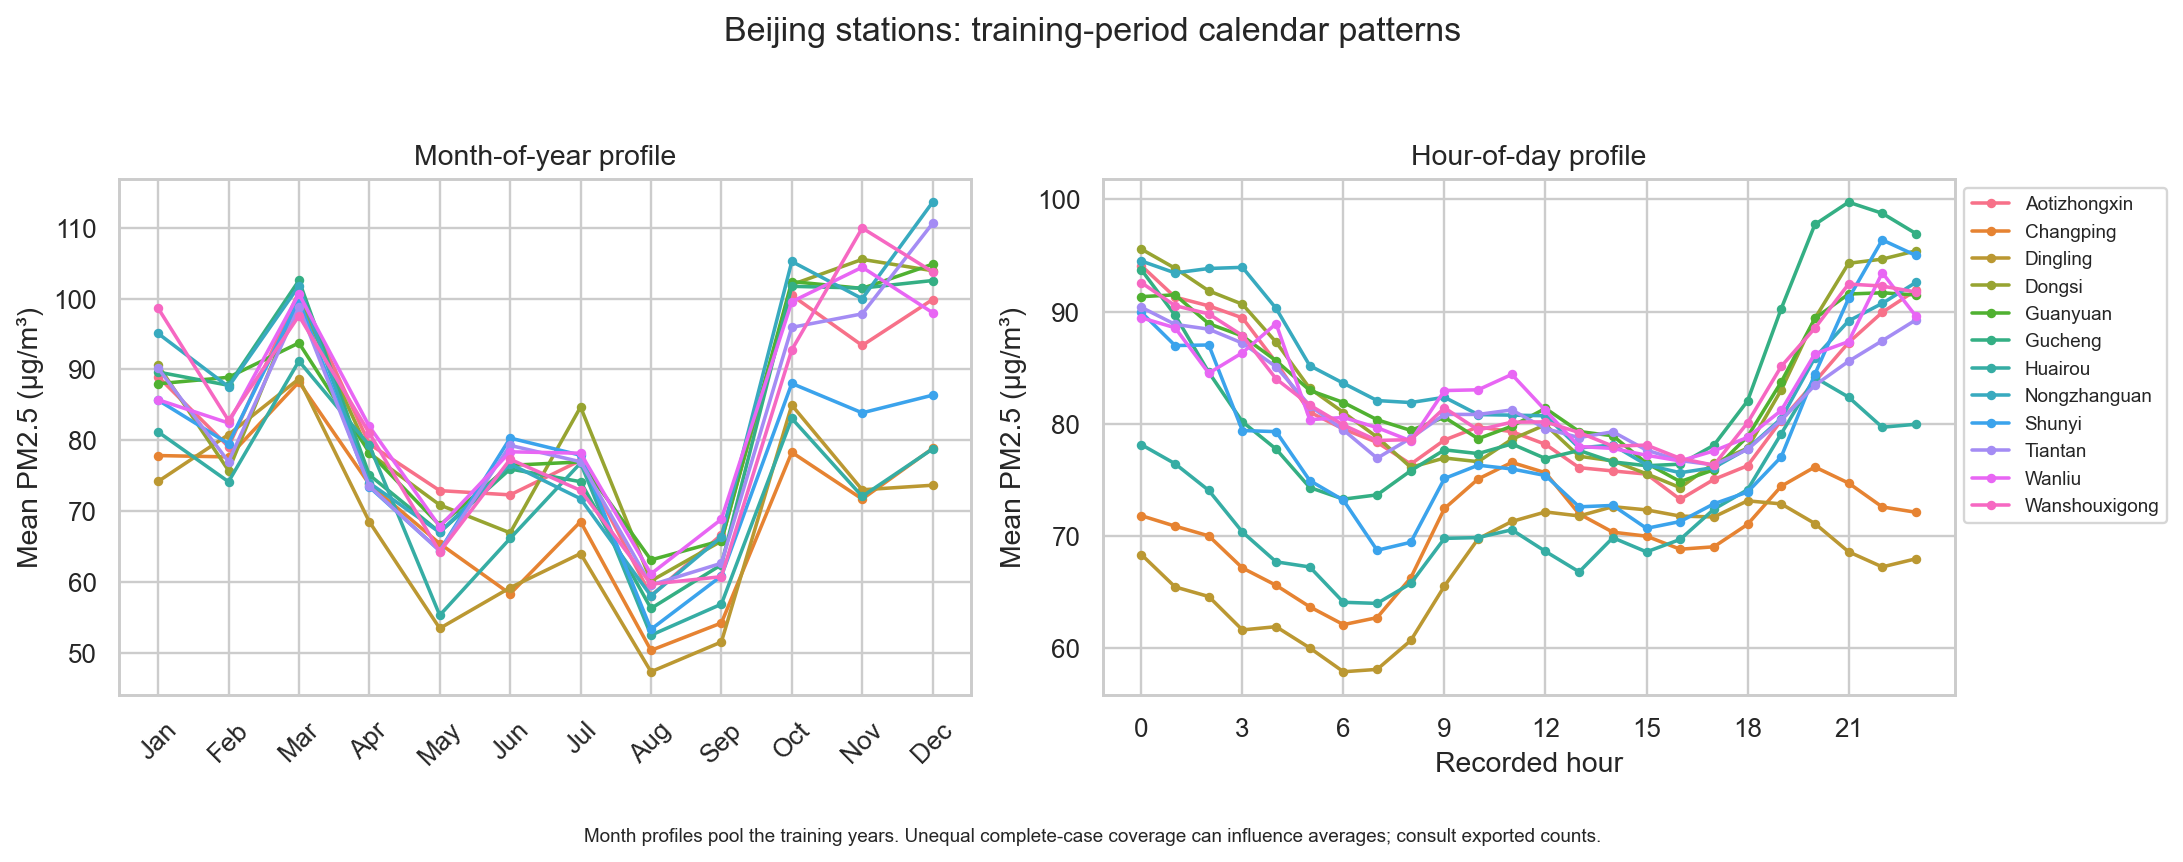 Beijing stations: training-period calendar patterns
Month-of-year profile
Mean PM2.5 (µg/m³)
110
100
90
80
70
60
50
Jan
Feb
Mar
Apr
May
Jun
Jul
Aug
Sep
Oct
Nov
Dec
Hour-of-day profile
Mean PM2.5 (µg/m³)
100
90
80
70
60
0
3
6
9
12
15
18
21
Recorded hour
Aotizhongxin
Changping
Dingling
Dongsi
Guanyuan
Gucheng
Huairou
Nongzhanguan
Shunyi
Tiantan
Wanliu
Wanshouxigong
Month profiles pool the training years. Unequal complete-case coverage can influence averages; consult exported counts.